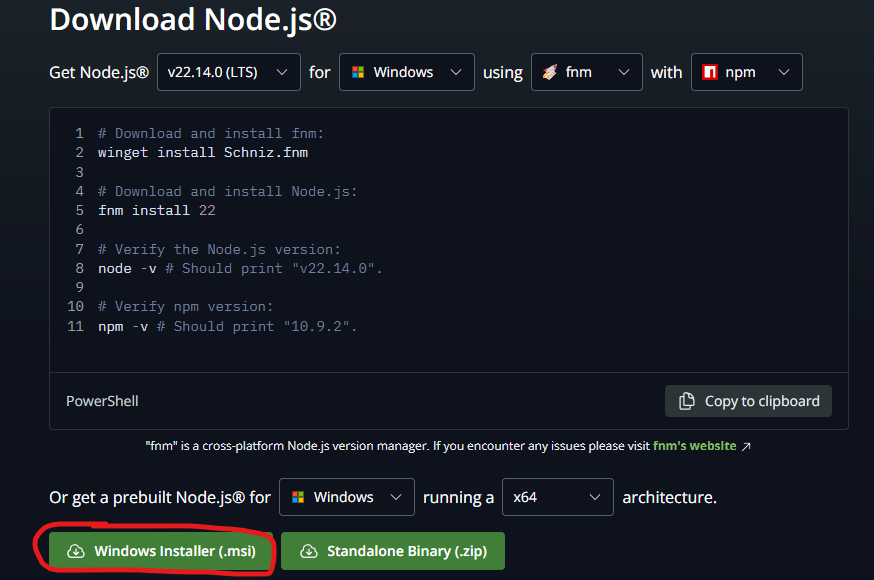 Download Node.js®
Get Node.js® v22.14.0 (LTS) for Windows using fnm with npm
1 # Download and install fnm:
2 winget install Schniz.fnm
3
4 # Download and install Node.js:
5 fnm install 22
6
7 # Verify the Node.js version:
8 node -v # Should print "v22.14.0".
9
10 # Verify npm version:
11 npm -v # Should print "10.9.2".
PowerShell Copy to clipboard
"fnm" is a cross-platform Node.js version manager. If you encounter any issues please visit fnm's website ↗
Or get a prebuilt Node.js® for Windows running a x64 architecture.
Windows Installer (.msi) Standalone Binary (.zip)